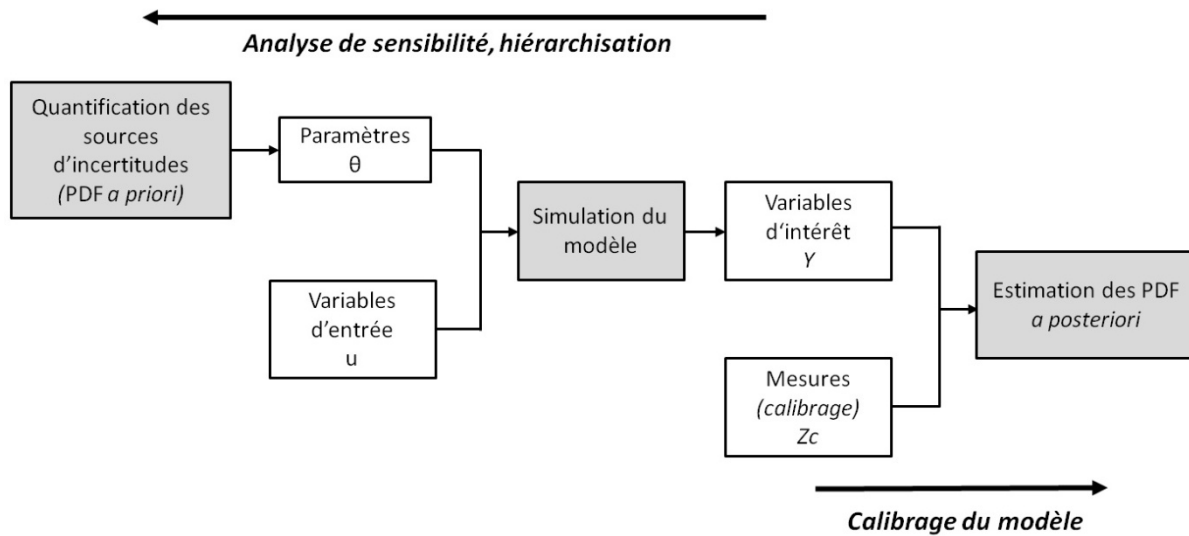 Analyse de sensibilité, hiérarchisation
Quantification des
sources
d'incertitudes
(PDF a priori)
Paramètres
θ
Variables
d'entrée
u
Simulation du
modèle
Variables
d‘intérêt
Y
Mesures
(calibrage)
Zc
Estimation des PDF
a posteriori
Calibrage du modèle